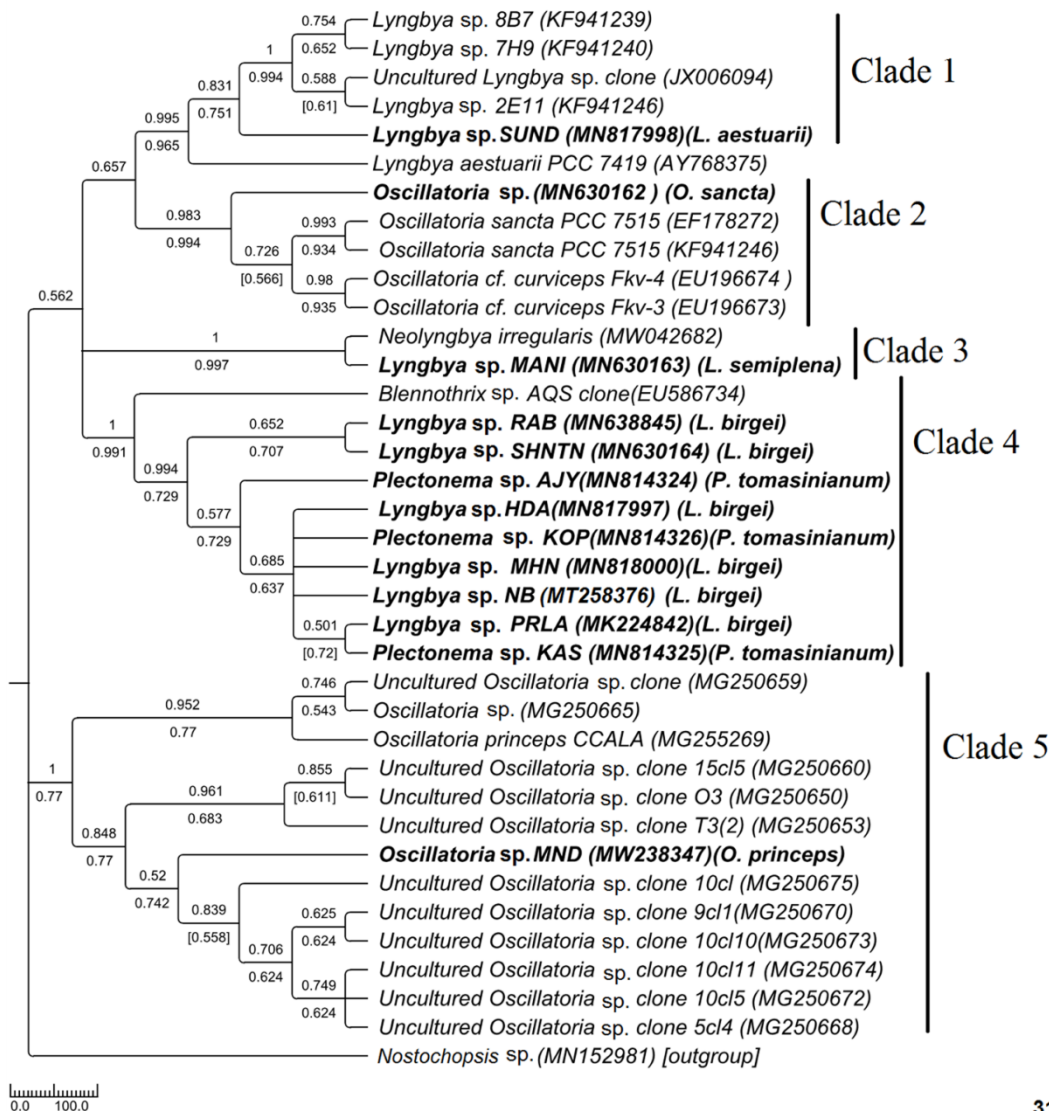 0.754
Lyngbya sp. 8B7 (KF941239)
0.652
Lyngbya sp. 7H9 (KF941240)
1
0.994
0.588
Uncultured Lyngbya sp. clone (JX006094)
[0.61]
Lyngbya sp. 2E11 (KF941246)
Clade 1
0.831
0.751
Lyngbya sp. SUND (MN817998)(L. aestuarii)
0.995
0.965
Lyngbya aestuarii PCC 7419 (AY768375)
0.657
Oscillatoria sp. (MN630162 ) (O. sancta)
0.983
0.994
0.993
Oscillatoria sancta PCC 7515 (EF178272)
0.934
Oscillatoria sancta PCC 7515 (KF941246)
Clade 2
0.726
[0.566]
0.98
Oscillatoria cf. curviceps Fkv-4 (EU196674 )
0.935
Oscillatoria cf. curviceps Fkv-3 (EU196673)
0.562
1
0.997
Neolyngbya irregularis (MW042682)
Lyngbya sp. MANI (MN630163) (L. semiplena)
Clade 3
Blennothrix sp. AQS clone(EU586734)
1
0.991
0.652
0.707
Lyngbya sp. RAB (MN638845) (L. birgei)
Lyngbya sp. SHNTN (MN630164) (L. birgei)
Clade 4
0.994
0.729
Plectonema sp. AJY(MN814324) (P. tomasinianum)
0.577
0.729
Lyngbya sp.HDA(MN817997) (L. birgei)
Plectonema sp. KOP(MN814326)(P. tomasinianum)
0.685
0.637
Lyngbya sp. MHN (MN818000)(L. birgei)
Lyngbya sp. NB (MT258376) (L. birgei)
0.501
Lyngbya sp. PRLA (MK224842)(L. birgei)
[0.72]
Plectonema sp. KAS (MN814325)(P. tomasinianum)
0.746
Uncultured Oscillatoria sp. clone (MG250659)
0.543
Oscillatoria sp. (MG250665)
0.952
0.77
Oscillatoria princeps CCALA (MG255269)
Clade 5
1
0.77
0.855
Uncultured Oscillatoria sp. clone 15cl5 (MG250660)
[0.611]
Uncultured Oscillatoria sp. clone O3 (MG250650)
0.961
0.683
Uncultured Oscillatoria sp. clone T3(2) (MG250653)
0.848
0.77
Oscillatoria sp.MND (MW238347)(O. princeps)
0.52
0.742
Uncultured Oscillatoria sp. clone 10cl (MG250675)
0.839
[0.558]
0.625
Uncultured Oscillatoria sp. clone 9cl1(MG250670)
0.624
Uncultured Oscillatoria sp. clone 10cl10(MG250673)
0.706
0.624
Uncultured Oscillatoria sp. clone 10cl11 (MG250674)
0.749
0.624
Uncultured Oscillatoria sp. clone 10cl5 (MG250672)
Uncultured Oscillatoria sp. clone 5cl4 (MG250668)
Nostochopsis sp. (MN152981) [outgroup]
0.0 100.0